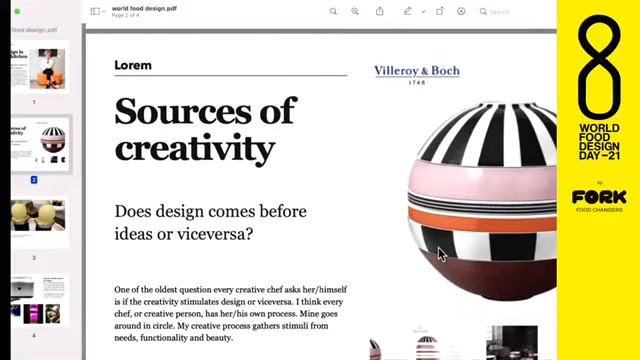 world food design.pdf
Page 2 of 4
Search
world food design.pdf
1
2
3
4
Lorem
Sources of
creativity
Does design comes before
ideas or viceversa?
One of the oldest question every creative chef asks her/himself
is if the creativity stimulates design or viceversa. I think every
chef, or creative person, has her/his own process. Mine goes
around in circle. My creative process gathers stimuli from
needs, functionality and beauty.
Villeroy & Boch
1748
8
WORLD
FOOD
DESIGN
DAY–21
by
FORK
FOOD CHANGERS